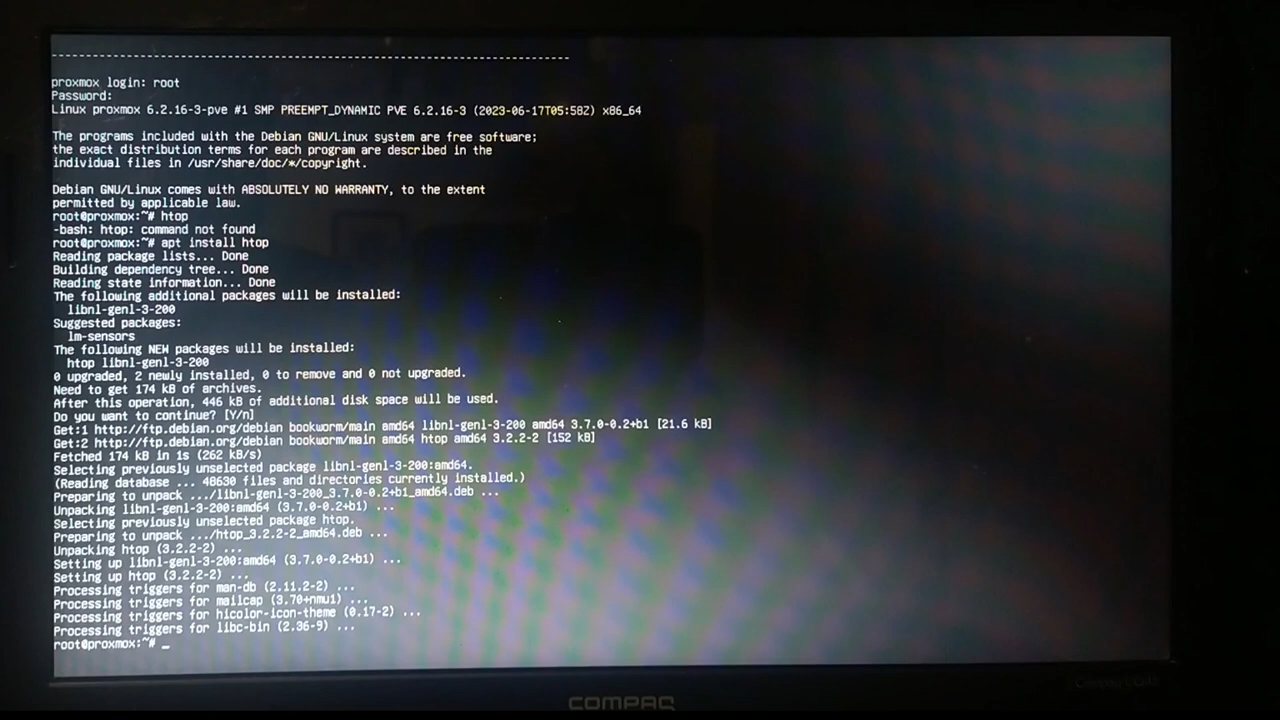 proxmox login: root
Password:
Linux proxmox 6.2.16-3-pve #1 SMP PREEMPT_DYNAMIC PVE 6.2.16-3 (2023-06-17T05:58Z) x86_64
The programs included with the Debian GNU/Linux system are free software;
the exact distribution terms for each program are described in the
individual files in /usr/share/doc/*/copyright.
Debian GNU/Linux comes with ABSOLUTELY NO WARRANTY, to the extent
permitted by applicable law.
root@proxmox:~# htop
-bash: htop: command not found
root@proxmox:~# apt install htop
Reading package lists... Done
Building dependency tree... Done
Reading state information... Done
The following additional packages will be installed:
libnl-genl-3-200
Suggested packages:
lm-sensors
The following NEW packages will be installed:
htop libnl-genl-3-200
0 upgraded, 2 newly installed, 0 to remove and 0 not upgraded.
Need to get 174 kB of archives.
After this operation, 446 kB of additional disk space will be used.
Do you want to continue? [Y/n]
Get:1 http://ftp.debian.org/debian bookworm/main amd64 libnl-genl-3-200 amd64 3.7.0-0.2+b1 [21.6 kB]
Get:2 http://ftp.debian.org/debian bookworm/main amd64 htop amd64 3.2.2-2 [152 kB]
Fetched 174 kB in 1s (262 kB/s)
Selecting previously unselected package libnl-genl-3-200:amd64.
(Reading database ... 48630 files and directories currently installed.)
Preparing to unpack .../libnl-genl-3-200_3.7.0-0.2+b1_amd64.deb ...
Unpacking libnl-genl-3-200:amd64 (3.7.0-0.2+b1) ...
Selecting previously unselected package htop.
Preparing to unpack .../htop_3.2.2-2_amd64.deb ...
Unpacking htop (3.2.2-2) ...
Setting up libnl-genl-3-200:amd64 (3.7.0-0.2+b1) ...
Setting up htop (3.2.2-2) ...
Processing triggers for man-db (2.11.2-2) ...
Processing triggers for mailcap (3.70+nmu1) ...
Processing triggers for hicolor-icon-theme (0.17-2) ...
Processing triggers for libc-bin (2.36-9) ...
root@proxmox:~# _
COMPAQ